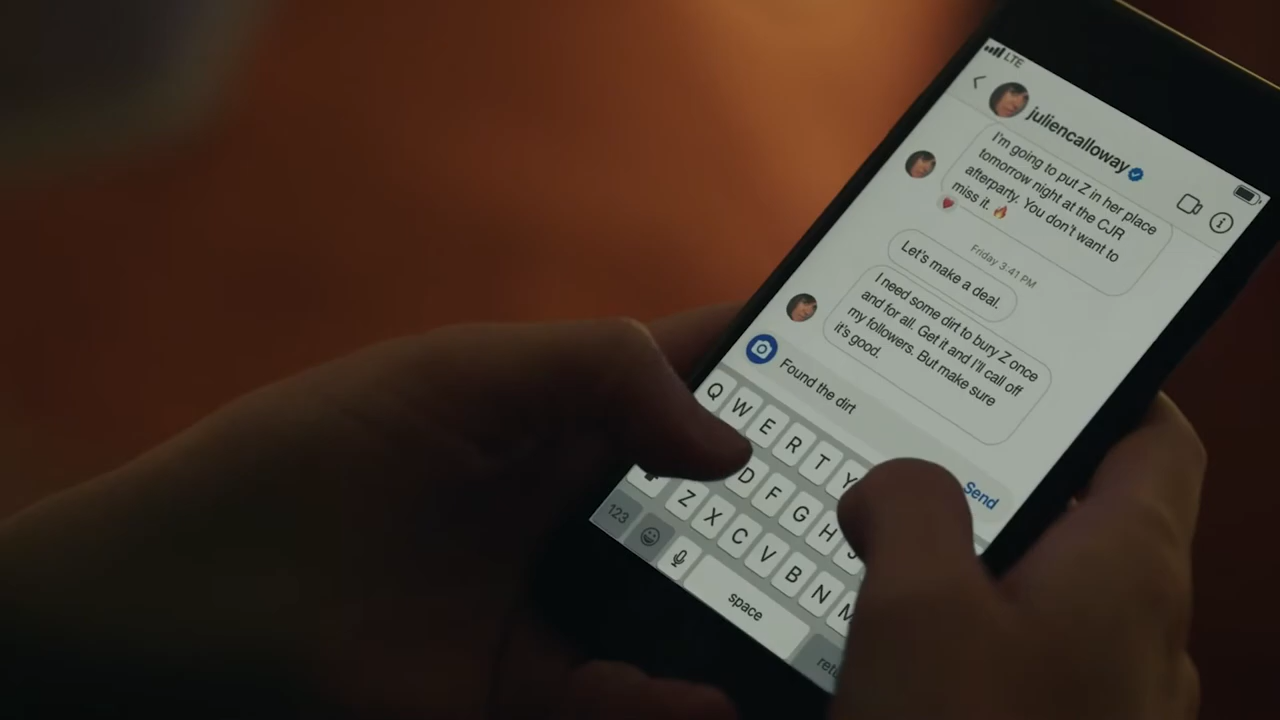 LTE
juliencalloway
I'm going to put Z in her place
tomorrow night at the CJR
afterparty. You don't want to
miss it. 🔥
Friday 3:41 PM
Let's make a deal.
I need some dirt to bury Z once
and for all. Get it and I'll call off
my followers. But make sure
it's good.
Found the dirt
Send
Q W E R T Y
D F G H J
Z X C V B N M
123
space
retu